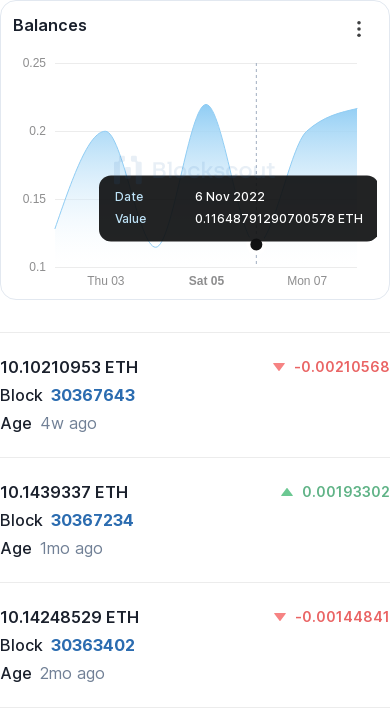 Balances
0.25
0.2
Blockscout
Date 6 Nov 2022
0.15
Value 0.11648791290700578 ETH
0.1
Thu 03 Sat 05 Mon 07
10.10210953 ETH -0.00210568
Block 30367643
Age 4w ago
10.1439337 ETH 0.00193302
Block 30367234
Age 1mo ago
10.14248529 ETH -0.00144841
Block 30363402
Age 2mo ago